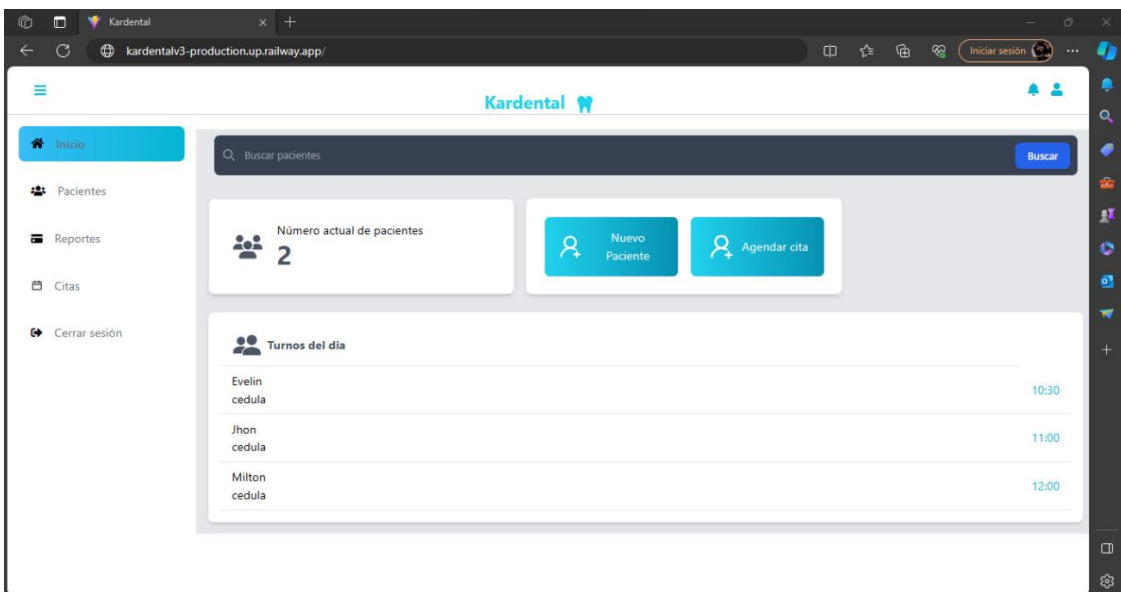 Kardental
kardentalv3-production.up.railway.app/
Iniciar sesión
Kardental
Inicio
Pacientes
Reportes
Citas
Cerrar sesión
Buscar pacientes
Buscar
Número actual de pacientes
2
Nuevo
Paciente
Agendar cita
Turnos del dia
Evelin
cedula
10:30
Jhon
cedula
11:00
Milton
cedula
12:00